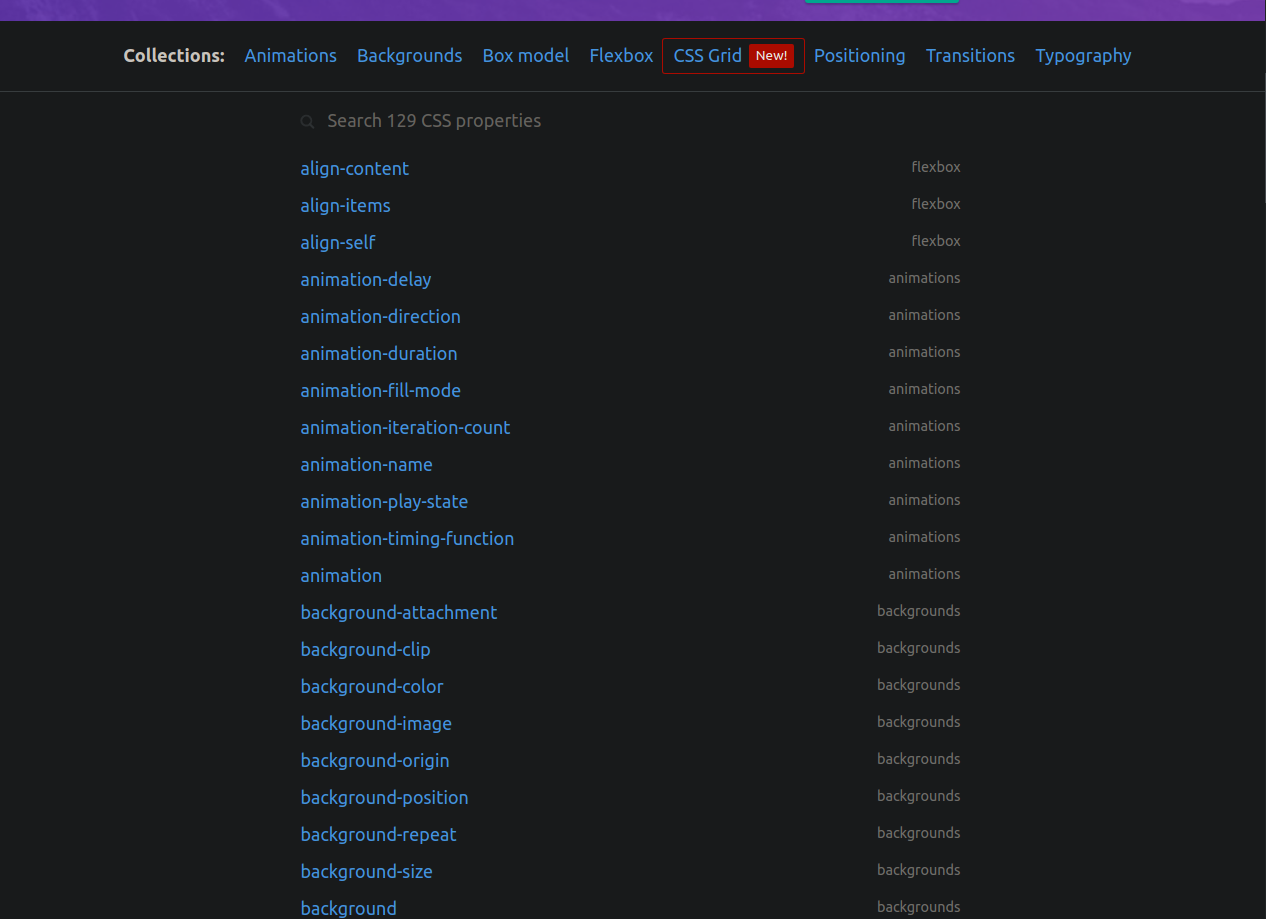 Collections: Animations Backgrounds Box model Flexbox CSS Grid New! Positioning Transitions Typography
Search 129 CSS properties
align-content flexbox
align-items flexbox
align-self flexbox
animation-delay animations
animation-direction animations
animation-duration animations
animation-fill-mode animations
animation-iteration-count animations
animation-name animations
animation-play-state animations
animation-timing-function animations
animation animations
background-attachment backgrounds
background-clip backgrounds
background-color backgrounds
background-image backgrounds
background-origin backgrounds
background-position backgrounds
background-repeat backgrounds
background-size backgrounds
background backgrounds